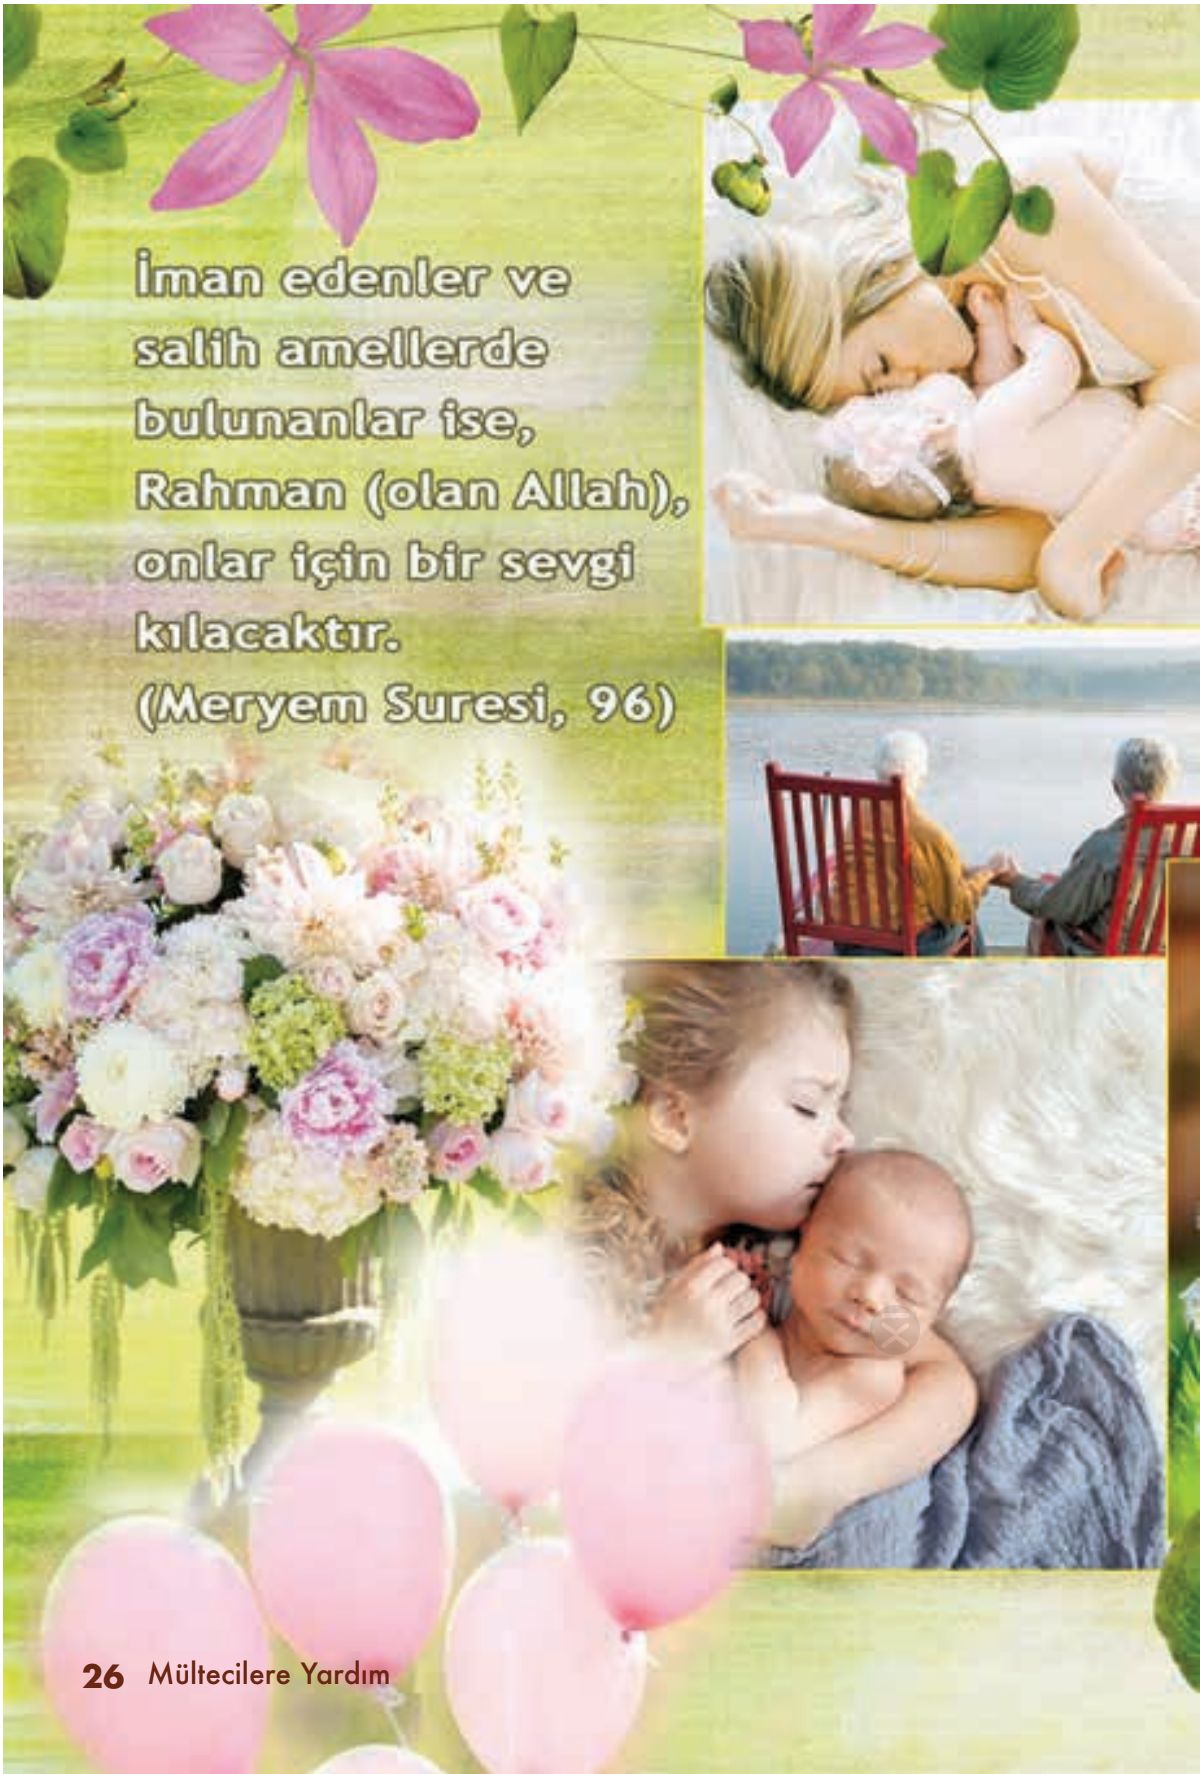 İman edenler ve
salih amellerde
bulunanlar ise,
Rahman (olan Allah),
onlar için bir sevgi
kılacaktır.
(Meryem Suresi, 96)
26 Mültecilere Yardım